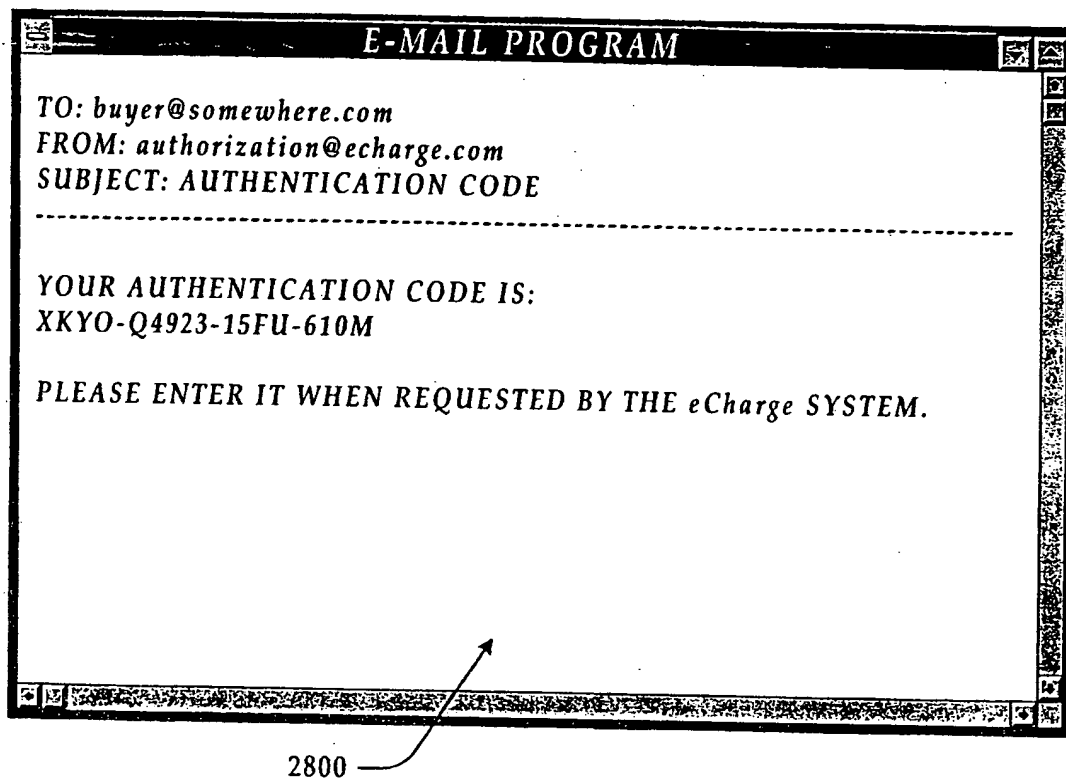 E-MAIL PROGRAM
TO: buyer@somewhere.com
FROM: authorization@echarge.com
SUBJECT: AUTHENTICATION CODE
YOUR AUTHENTICATION CODE IS:
XKYO-Q4923-15FU-610M
PLEASE ENTER IT WHEN REQUESTED BY THE eCharge SYSTEM.
2800